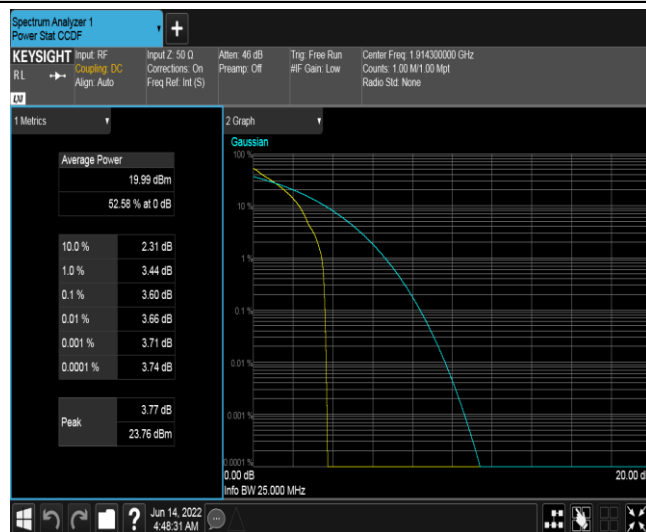 Spectrum Analyzer 1
Power Stat CCDF
+
KEYSIGHT Input: RF
Coupling: DC
Align: Auto
RL
LXI
Input Z: 50 Ω
Corrections: On
Freq Ref: Int (S)
Atten: 46 dB
Preamp: Off
Trig: Free Run
#IF Gain: Low
Center Freq: 1.914300000 GHz
Counts: 1.00 M/1.00 Mpt
Radio Std: None
1 Metrics
Average Power
19.99 dBm
52.58 % at 0 dB
10.0 % 2.31 dB
1.0 % 3.44 dB
0.1 % 3.60 dB
0.01 % 3.66 dB
0.001 % 3.71 dB
0.0001 % 3.74 dB
Peak
3.77 dB
23.76 dBm
2 Graph
Gaussian
100 %
10 %
1 %
0.1 %
0.01 %
0.001 %
0.0001 %
0.00 dB
20.00 d
Info BW 25.000 MHz
?
Jun 14, 2022
4:48:31 AM